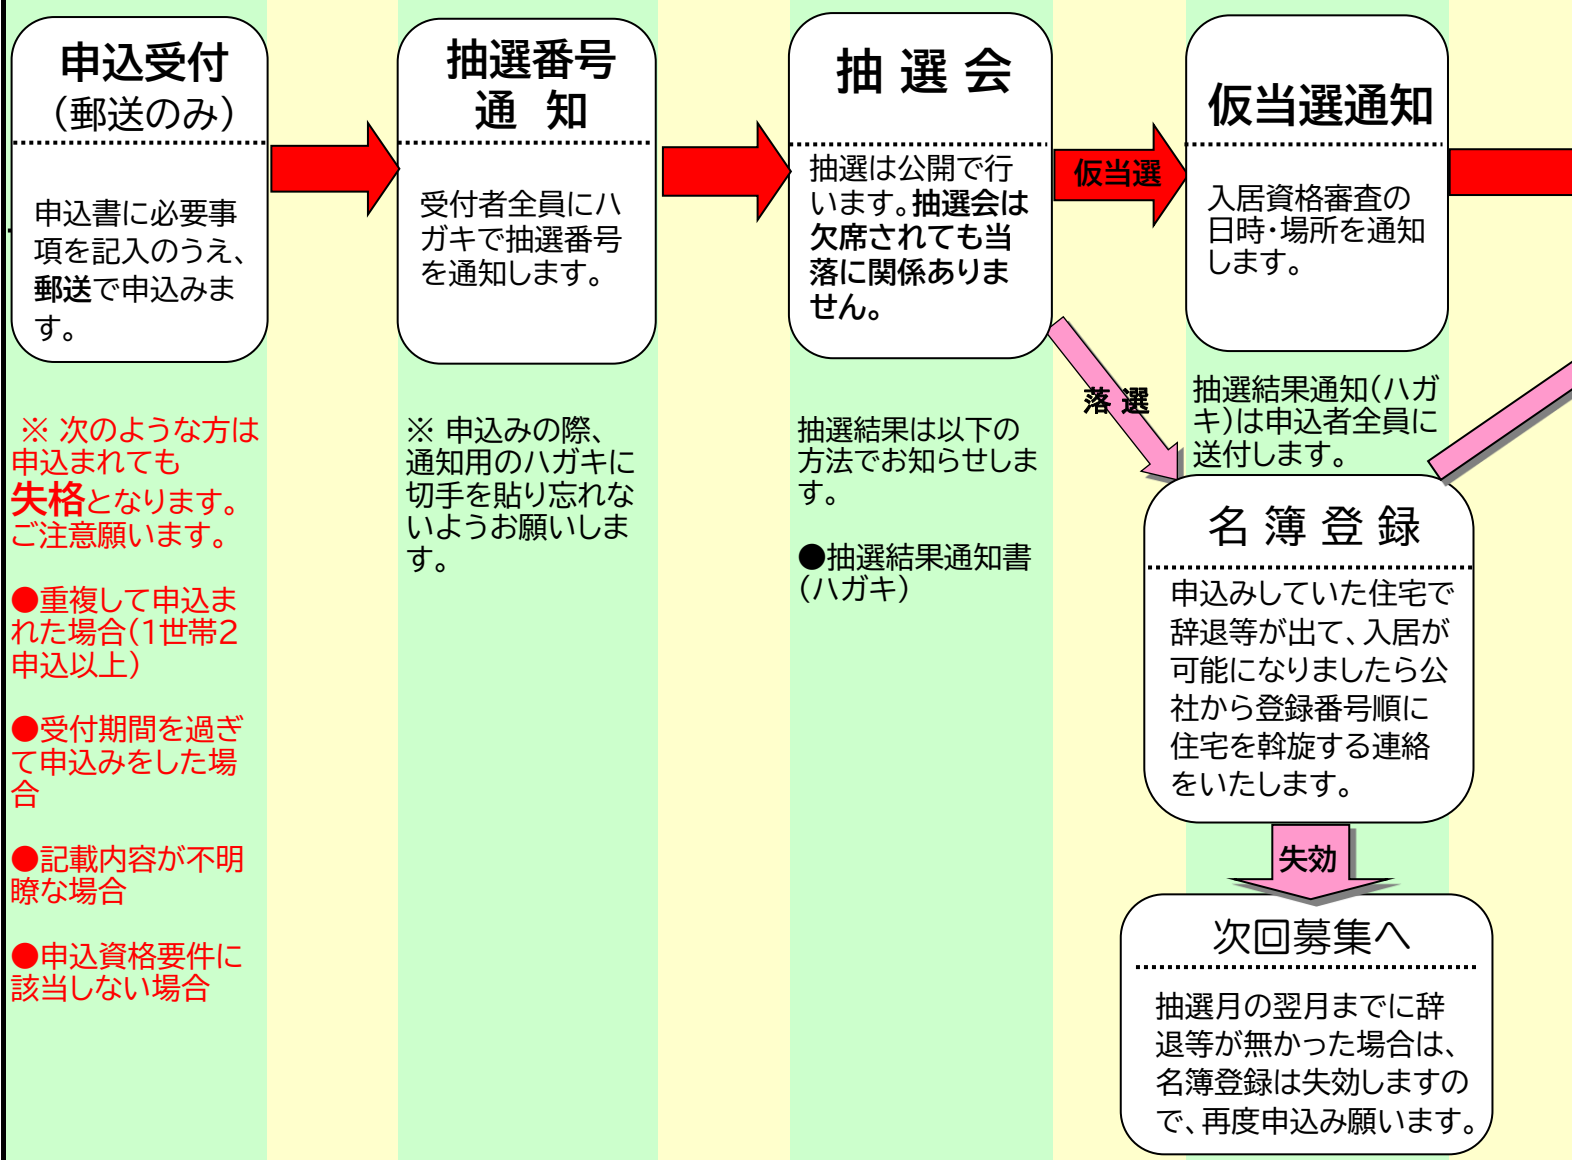 申込受付
(郵送のみ)
申込書に必要事
項を記入のうえ、
郵送で申込みま
す。
※ 次のような方は
申込まれても
失格となります。
ご注意願います。
●重複して申込ま
れた場合(1世帯2
申込以上)
●受付期間を過ぎ
て申込みをした場
合
●記載内容が不明
瞭な場合
●申込資格要件に
該当しない場合
抽選番号
通 知
受付者全員にハ
ガキで抽選番号
を通知します。
※ 申込みの際、
通知用のハガキに
切手を貼り忘れな
いようお願いしま
す。
抽 選 会
抽選は公開で行
います。抽選会は
欠席されても当
落に関係ありま
せん。
抽選結果は以下の
方法でお知らせしま
す。
●抽選結果通知書
(ハガキ)
仮当選
落 選
仮当選通知
入居資格審査の
日時・場所を通知
します。
抽選結果通知(ハガ
キ)は申込者全員に
送付します。
名 簿 登 録
申込みしていた住宅で
辞退等が出て、入居が
可能になりましたら公
社から登録番号順に
住宅を斡旋する連絡
をいたします。
失効
次回募集へ
抽選月の翌月までに辞
退等が無かった場合は、
名簿登録は失効しますの
で、再度申込み願います。